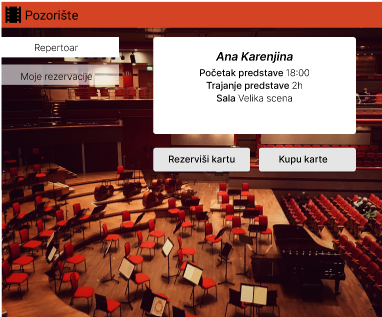 Pozorište
Repertoar
Moje rezervacije
Ana Karenjina
Početak predstave 18:00
Trajanje predstave 2h
Sala Velika scena
Rezerviši kartu
Kupu karte